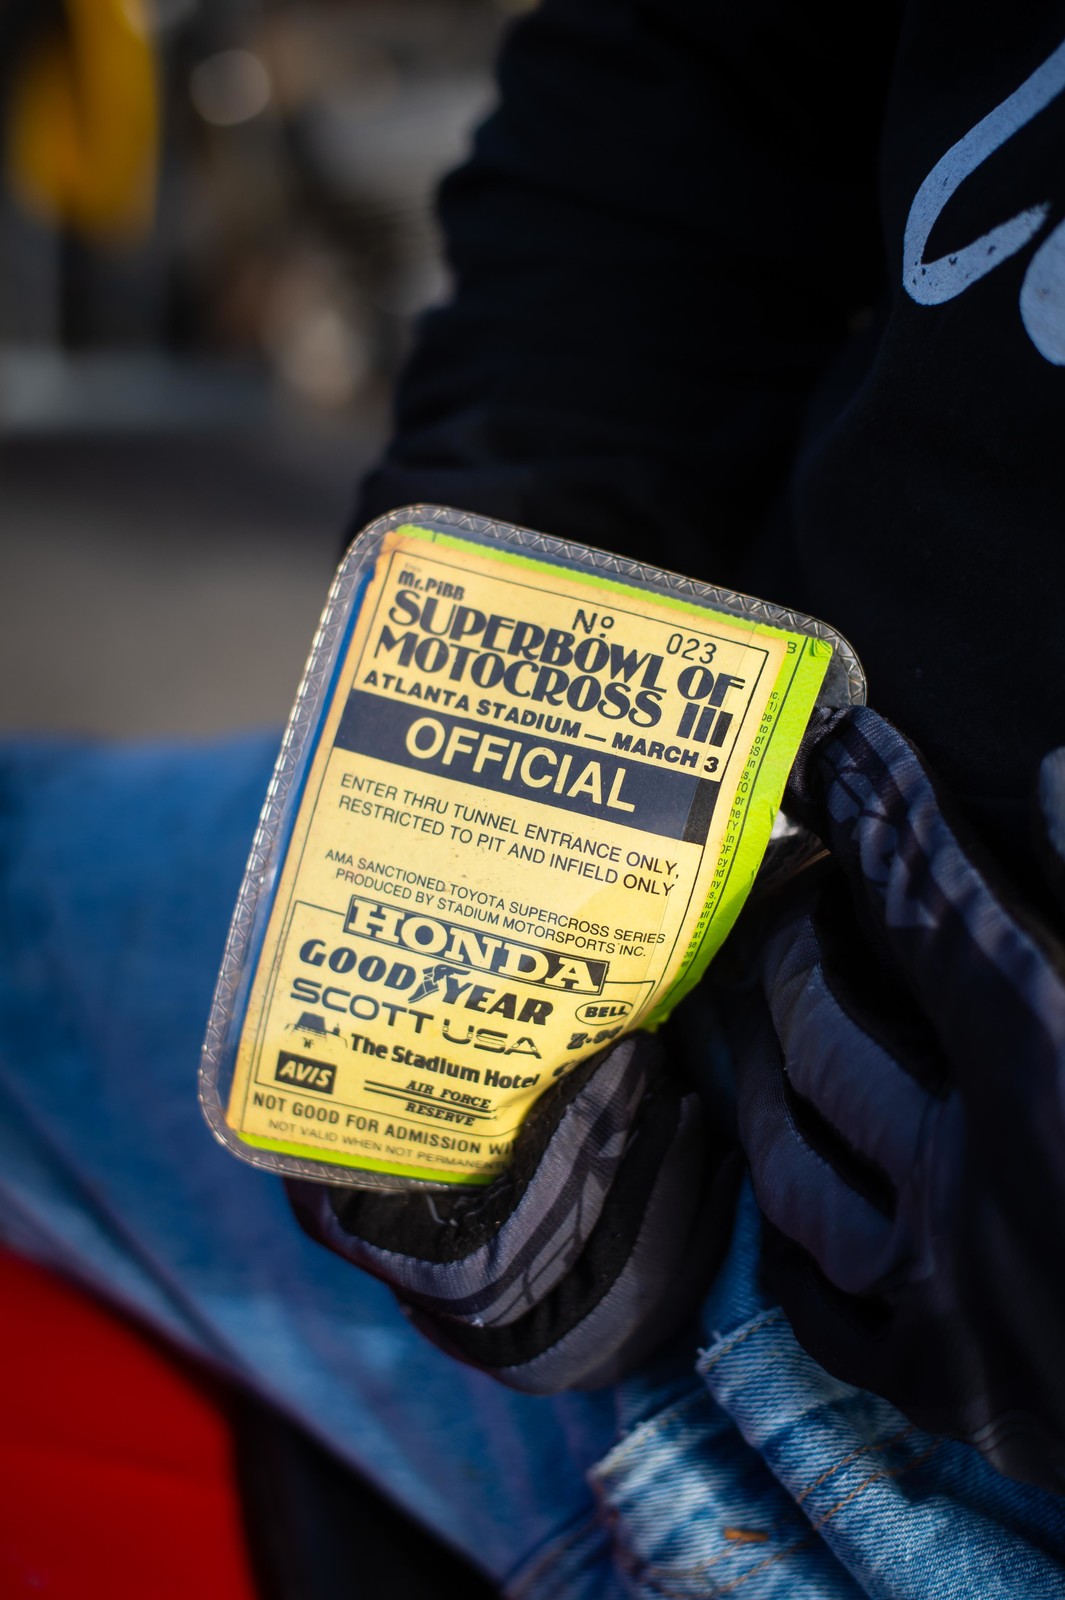 Mr. PIBB
Nº 023
SUPERBOWL OF
MOTOCROSS III
ATLANTA STADIUM — MARCH 3
OFFICIAL
ENTER THRU TUNNEL ENTRANCE ONLY,
RESTRICTED TO PIT AND INFIELD ONLY
AMA SANCTIONED TOYOTA SUPERCROSS SERIES
PRODUCED BY STADIUM MOTORSPORTS INC.
HONDA
GOODYEAR
BELL
SCOTT USA
The Stadium Hotel
AVIS
AIR FORCE
RESERVE
NOT GOOD FOR ADMISSION
NOT VALID WHEN NOT